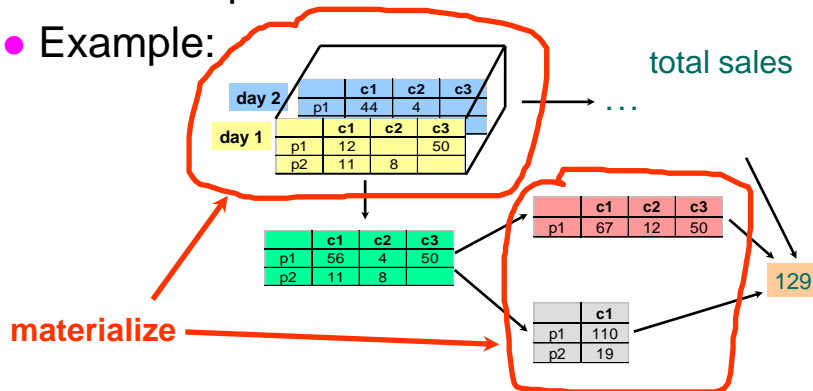 Example:
total sales
day 2
c1 c2 c3
p1 44 4
...
day 1
c1 c2 c3
p1 12 50
p2 11 8
c1 c2 c3
p1 67 12 50
c1 c2 c3
p1 56 4 50
p2 11 8
129
c1
p1 110
p2 19
materialize